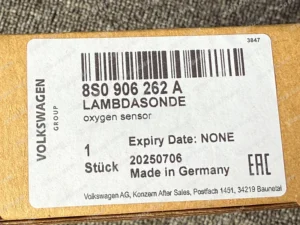 3847
VOLKSWAGEN
GROUP
8S0 906 262 A
LAMBDASONDE
oxygen sensor
1
Stück
Expiry Date: NONE
20250706
Made in Germany
EAC
Volkswagen AG, Konzern After Sales, Postfach 1451, 34219 Baunatal